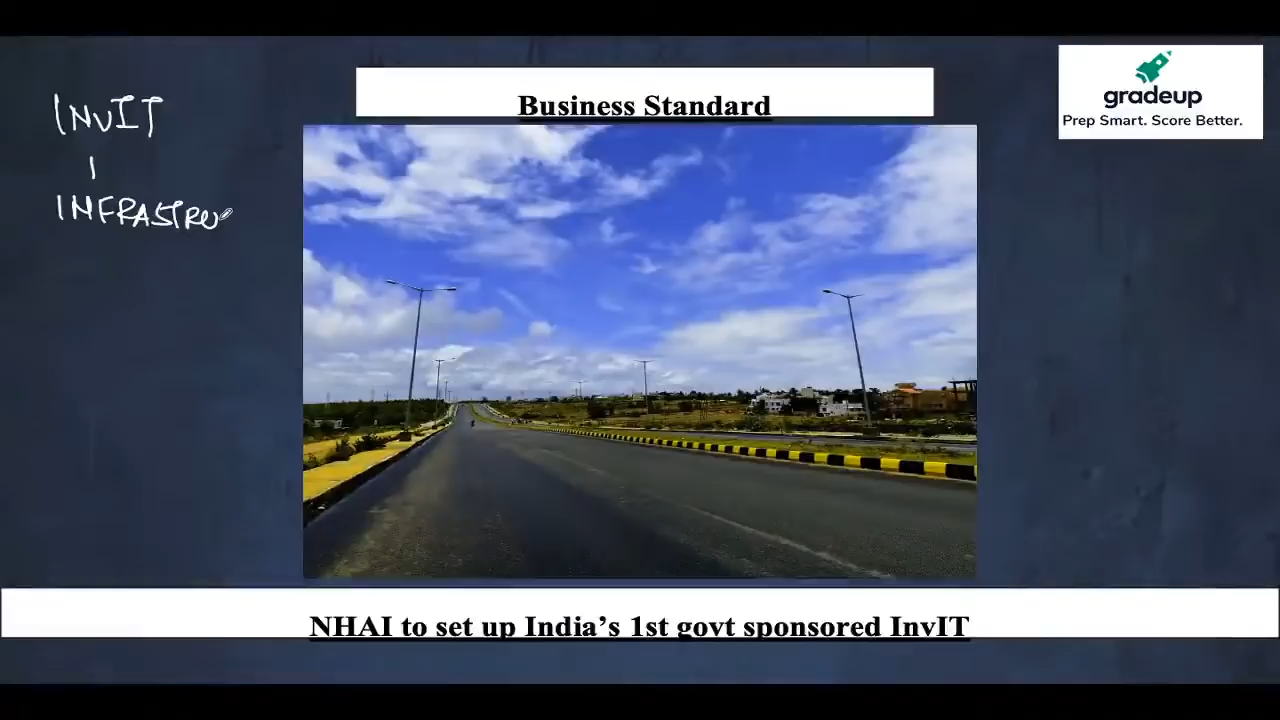 INVIT
INFRASTRU
Business Standard
gradeup
Prep Smart. Score Better.
NHAI to set up India’s 1st govt sponsored InvIT